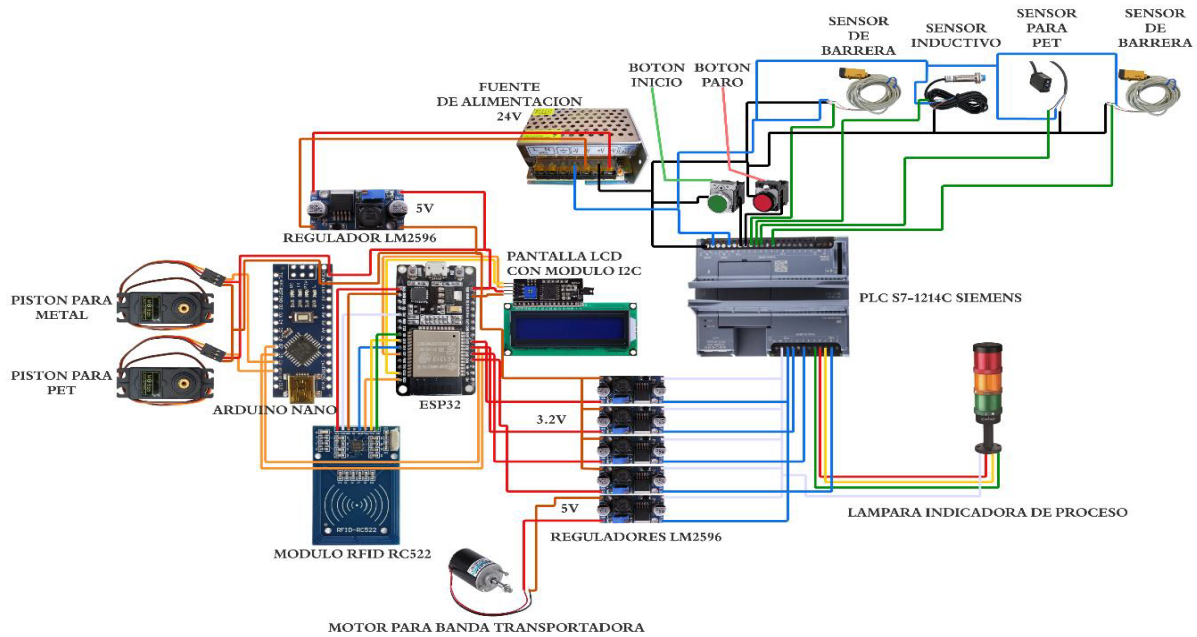 SENSOR
DE
BARRERA
SENSOR
INDUCTIVO
SENSOR
PARA
PET
SENSOR
DE
BARRERA
BOTON
INICIO
BOTON
PARO
FUENTE
DE ALIMENTACION
24V
5V
REGULADOR LM2596
PANTALLA LCD
CON MODULO I2C
PLC S7-1214C SIEMENS
PISTON PARA
METAL
PISTON PARA
PET
ARDUINO NANO
ESP32
3.2V
RFID-RC522
MODULO RFID RC522
5V
REGULADORES LM2596
LAMPARA INDICADORA DE PROCESO
MOTOR PARA BANDA TRANSPORTADORA